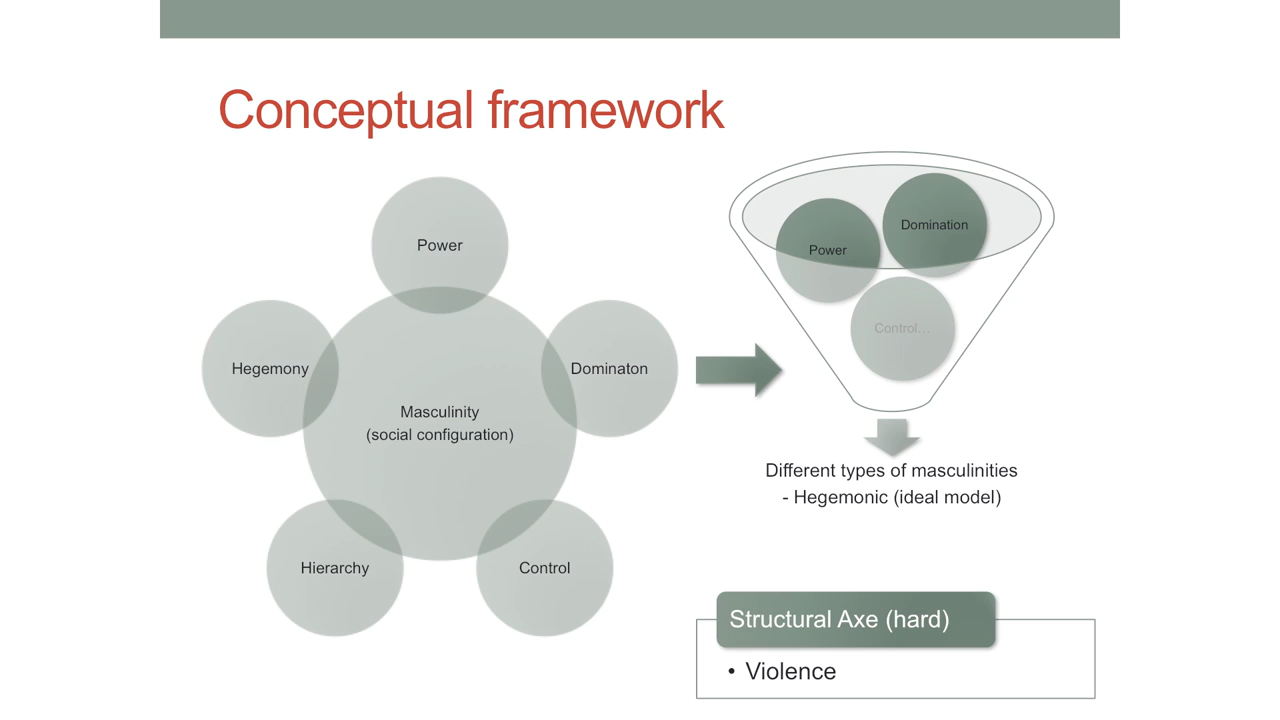 Conceptual framework
Power
Hegemony
Dominaton
Masculinity
(social configuration)
Hierarchy
Control
Power
Domination
Control...
Different types of masculinities
- Hegemonic (ideal model)
Structural Axe (hard)
• Violence